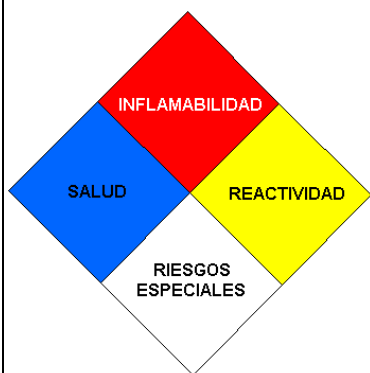 INFLAMABILIDAD
SALUD
REACTIVIDAD
RIESGOS
ESPECIALES